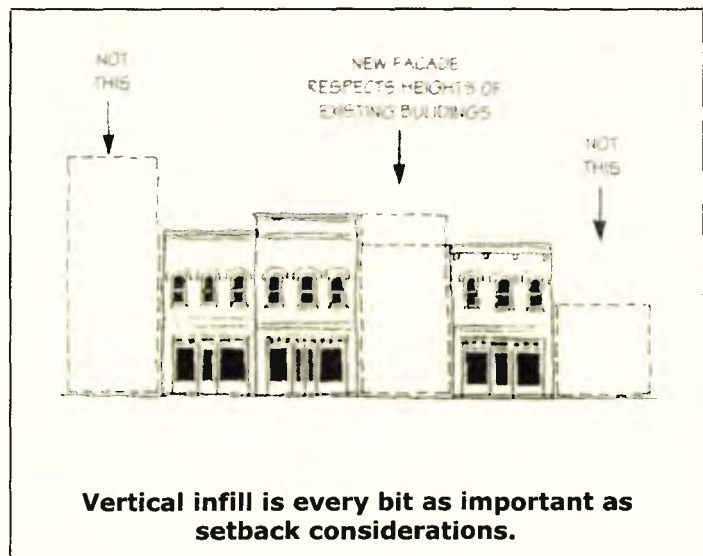 NOT
THIS
NEW FACADE
RESPECTS HEIGHTS OF
EXISTING BUILDINGS
NOT
THIS
Vertical infill is every bit as important as
setback considerations.